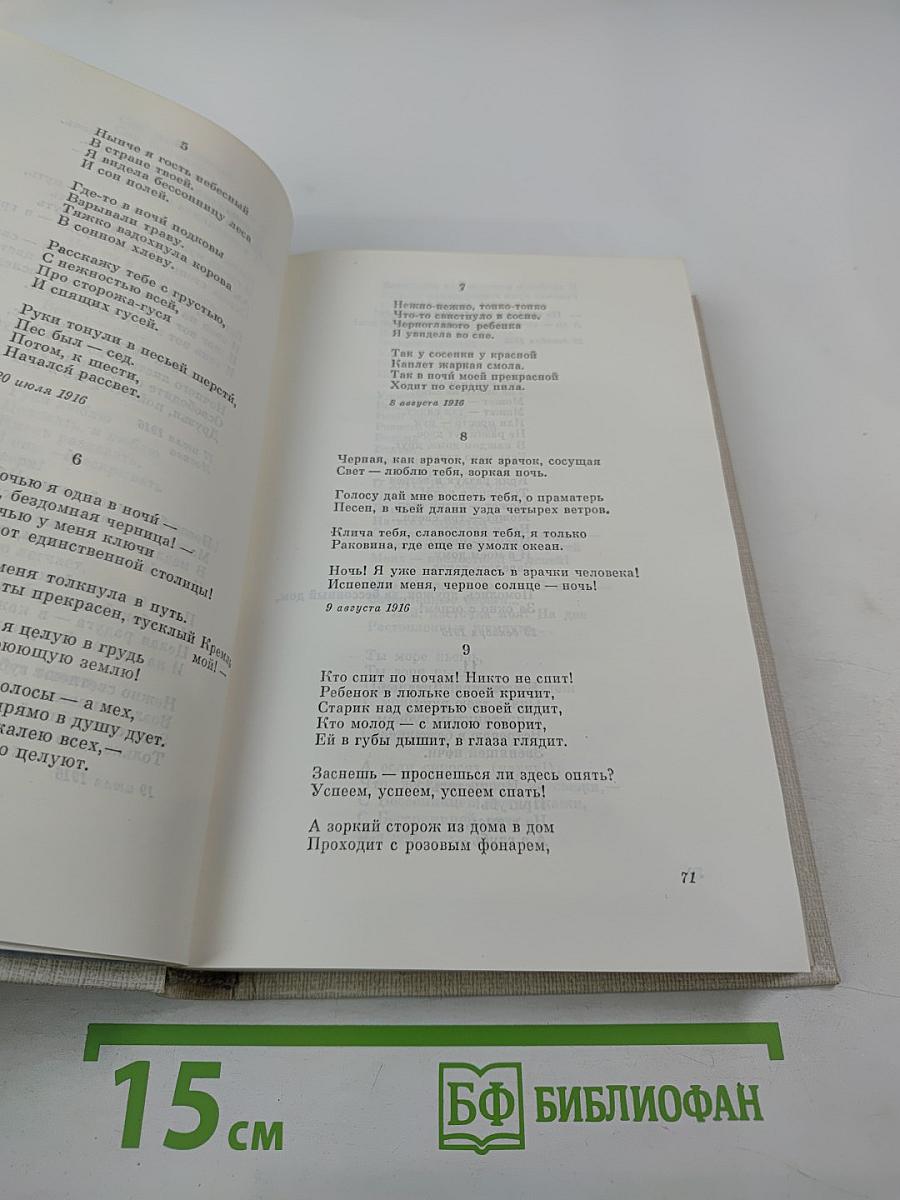 5
Нынче я гость небесный
В стране твоей.
Я видела бессонницу леса
И сон полей.
Где-то в ночи́ подковы
Взрывали траву.
Тяжко вздохнула корова
В сонном хлеву.
Расскажу тебе с грустью,
С нежностью всей,
Про сторожа-гуся
И спящих гусей.
Руки тонули в песьей шерсти,
Пес был — сед.
Потом, к шести,
Начался рассвет.
20 июля 1916
6
очью я одна в ночи́ —
, бездомная черница! —
чью у меня ключи
от единственной столицы!
меня толкнула в путь.
ты прекрасен, тусклый Кремль
мой! —
я целую в грудь
юющую землю!
олосы — а мех,
прямо в душу дует.
жалею всех, —
о целуют.
7
Нежно-нежно, тонко-тонко
Что-то свистнуло в сосне.
Черноглазого ребенка
Я увидела во сне.
Так у сосенки у красной
Каплет жаркая смола.
Так в ночи́ моей прекрасной
Ходит по сердцу пила.
8 августа 1916
8
Черная, как зрачок, как зрачок, сосущая
Свет — люблю тебя, зоркая ночь.
Голосу дай мне воспеть тебя, о праматерь
Песен, в чьей длани узда четырех ветров.
Клича тебя, славословя тебя, я только
Раковина, где еще не умолк океан.
Ночь! Я уже нагляделась в зрачки человека!
Испепели меня, черное солнце — ночь!
9 августа 1916
9
Кто спит по ночам? Никто не спит!
Ребенок в люльке своей кричит,
Старик над смертью своей сидит,
Кто молод — с милою говорит,
Ей в губы дышит, в глаза глядит.
Заснешь — проснешься ли здесь опять?
Успеем, успеем, успеем спать!
А зоркий сторож из дома в дом
Проходит с розовым фонарем,
71
15 см
БФ БИБЛИОФАН